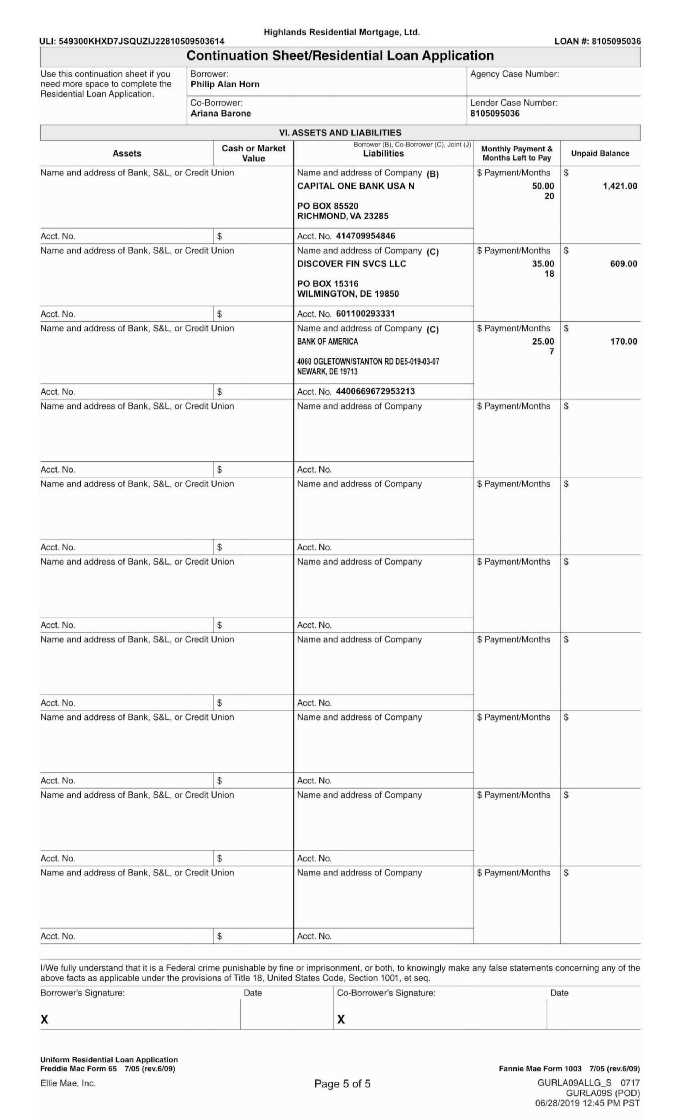 Highlands Residential Mortgage, Ltd.
ULI: 549300KHXD7JSQUZIJ22810509503614 LOAN #: 8105095036
Continuation Sheet/Residential Loan Application
Use this continuation sheet if you need more space to complete the Residential Loan Application.
Borrower:
Philip Alan Horn
Agency Case Number:
Co-Borrower:
Ariana Barone
Lender Case Number:
8105095036
VI. ASSETS AND LIABILITIES
Assets
Cash or Market Value
Borrower (B), Co-Borrower (C), Joint (J)
Liabilities
Monthly Payment & Months Left to Pay
Unpaid Balance
Name and address of Bank, S&L, or Credit Union Name and address of Company (B) $ Payment/Months $
CAPITAL ONE BANK USA N 50.00 1,421.00
20
PO BOX 85520
RICHMOND, VA 23285
Acct. No. $ Acct. No. 414709954846
Name and address of Bank, S&L, or Credit Union Name and address of Company (C) $ Payment/Months $
DISCOVER FIN SVCS LLC 35.00 609.00
18
PO BOX 15316
WILMINGTON, DE 19850
Acct. No. $ Acct. No. 601100293331
Name and address of Bank, S&L, or Credit Union Name and address of Company (C) $ Payment/Months $
BANK OF AMERICA 25.00 170.00
7
4060 OGLETOWN/STANTON RD DE5-019-03-07
NEWARK, DE 19713
Acct. No. $ Acct. No. 4400669672953213
Name and address of Bank, S&L, or Credit Union Name and address of Company $ Payment/Months $
Acct. No. $ Acct. No.
Name and address of Bank, S&L, or Credit Union Name and address of Company $ Payment/Months $
Acct. No. $ Acct. No.
Name and address of Bank, S&L, or Credit Union Name and address of Company $ Payment/Months $
Acct. No. $ Acct. No.
Name and address of Bank, S&L, or Credit Union Name and address of Company $ Payment/Months $
Acct. No. $ Acct. No.
Name and address of Bank, S&L, or Credit Union Name and address of Company $ Payment/Months $
Acct. No. $ Acct. No.
Name and address of Bank, S&L, or Credit Union Name and address of Company $ Payment/Months $
Acct. No. $ Acct. No.
Name and address of Bank, S&L, or Credit Union Name and address of Company $ Payment/Months $
Acct. No. $ Acct. No.
I/We fully understand that it is a Federal crime punishable by fine or imprisonment, or both, to knowingly make any false statements concerning any of the
above facts as applicable under the provisions of Title 18, United States Code, Section 1001, et seq.
Borrower's Signature: Date Co-Borrower's Signature: Date
X X
Uniform Residential Loan Application
Freddie Mac Form 65 7/05 (rev.6/09) Fannie Mae Form 1003 7/05 (rev.6/09)
Ellie Mae, Inc. Page 5 of 5 GURLA09ALLG_S 0717
GURLA09S (POD)
06/28/2019 12:45 PM PST